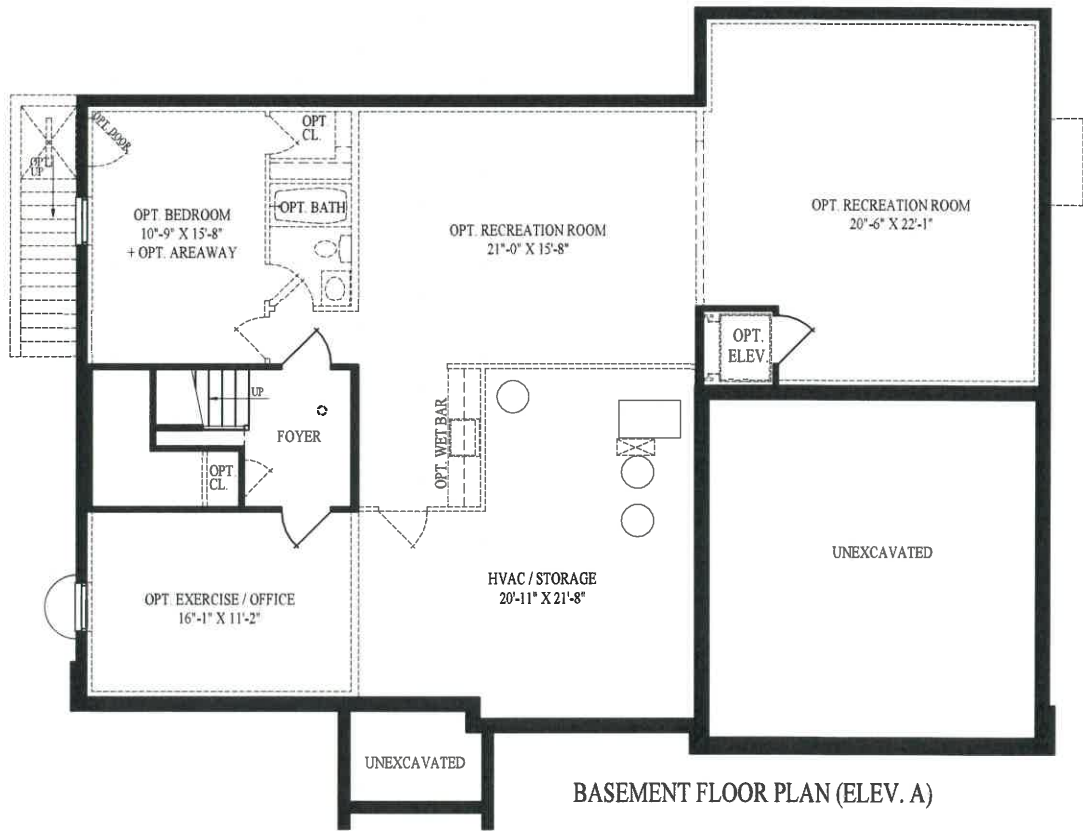 OPT. DOOR
OPT.
UP
OPT
CL.
OPT. BEDROOM
10"-9" X 15'-8"
+ OPT. AREAWAY
OPT. BATH
OPT. RECREATION ROOM
21"-0" X 15'-8"
OPT. RECREATION ROOM
20"-6" X 22'-1"
OPT.
ELEV.
UP
FOYER
OPT.
CL.
OPT. WET BAR
HVAC / STORAGE
20'-11" X 21'-8"
UNEXCAVATED
OPT. EXERCISE / OFFICE
16"-1" X 11'-2"
UNEXCAVATED
BASEMENT FLOOR PLAN (ELEV. A)